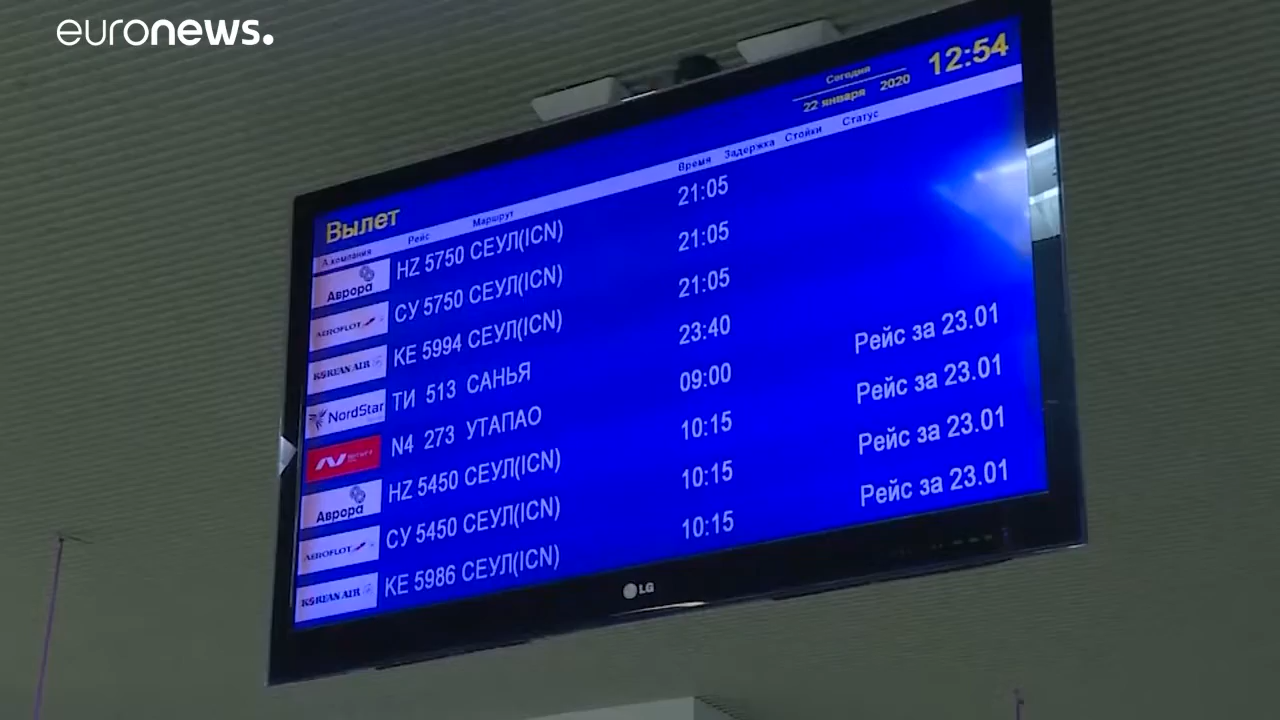 euronews.
Сегодня
22 января 2020
12:54
Вылет
А.компания Рейс Маршрут Время Задержка Стойки Статус
Аврора HZ 5750 СЕУЛ(ICN) 21:05
AEROFLOT СУ 5750 СЕУЛ(ICN) 21:05
KOREAN AIR КЕ 5994 СЕУЛ(ICN) 21:05
NordStar ТИ 513 САНЬЯ 23:40
N4 273 УТАПАО 09:00 Рейс за 23.01
Аврора HZ 5450 СЕУЛ(ICN) 10:15 Рейс за 23.01
AEROFLOT СУ 5450 СЕУЛ(ICN) 10:15 Рейс за 23.01
KOREAN AIR КЕ 5986 СЕУЛ(ICN) 10:15 Рейс за 23.01
LG